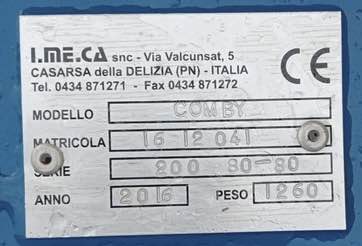 I.ME.CA snc - Via Valcunsat, 5
CASARSA della DELIZIA (PN) - ITALIA
Tel. 0434 871271 - Fax 0434 871272
CE
MODELLO COMBY
MATRICOLA 16 12 041
SERIE 200 80-80
ANNO 2016 PESO 1260